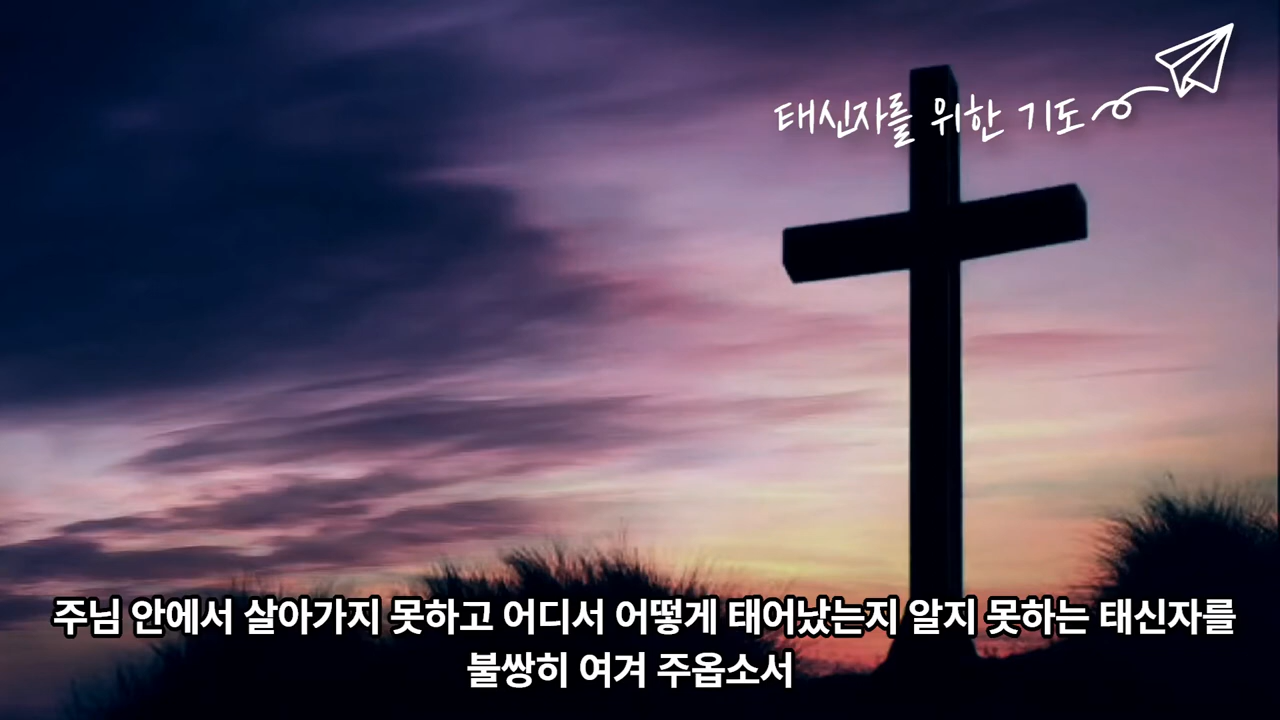 태신자를 위한 기도
주님 안에서 살아가지 못하고 어디서 어떻게 태어났는지 알지 못하는 태신자를
불쌍히 여겨 주옵소서